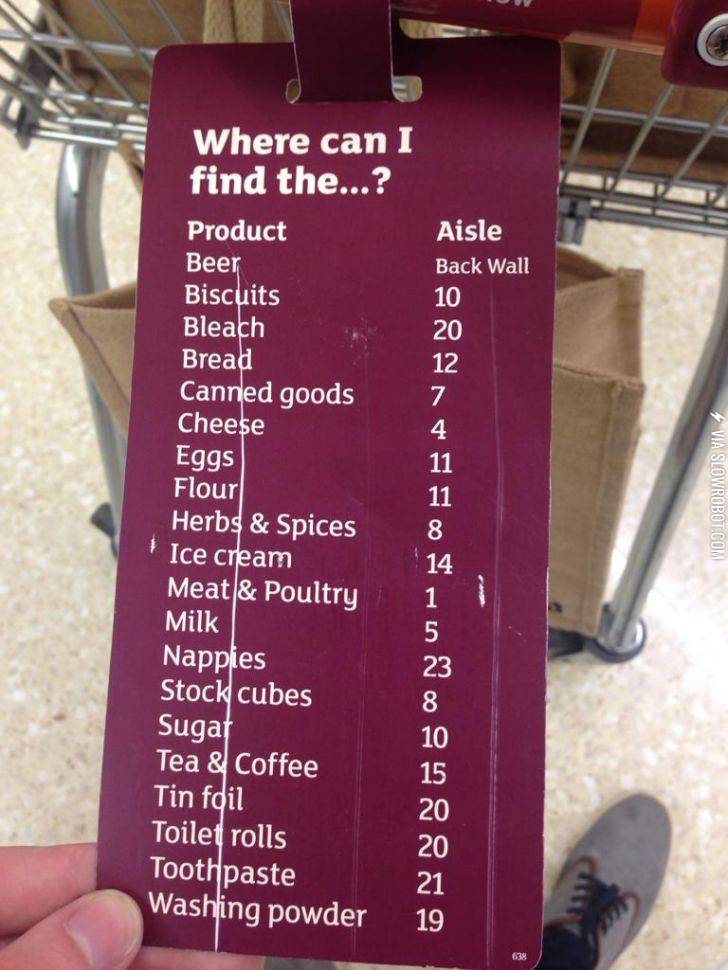 Where can I
find the...?
Product Aisle
Beer Back Wall
Biscuits 10
Bleach 20
Bread 12
Canned goods 7
Cheese 4
Eggs 11
Flour 11
Herbs & Spices 8
Ice cream 14
Meat & Poultry 1
Milk 5
Nappies 23
Stock cubes 8
Sugar 10
Tea & Coffee 15
Tin foil 20
Toilet rolls 20
Toothpaste 21
Washing powder 19
638
VIA SLOWROBOT.COM